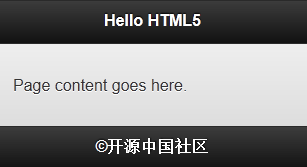 Hello HTML5
Page content goes here.
©开源中国社区